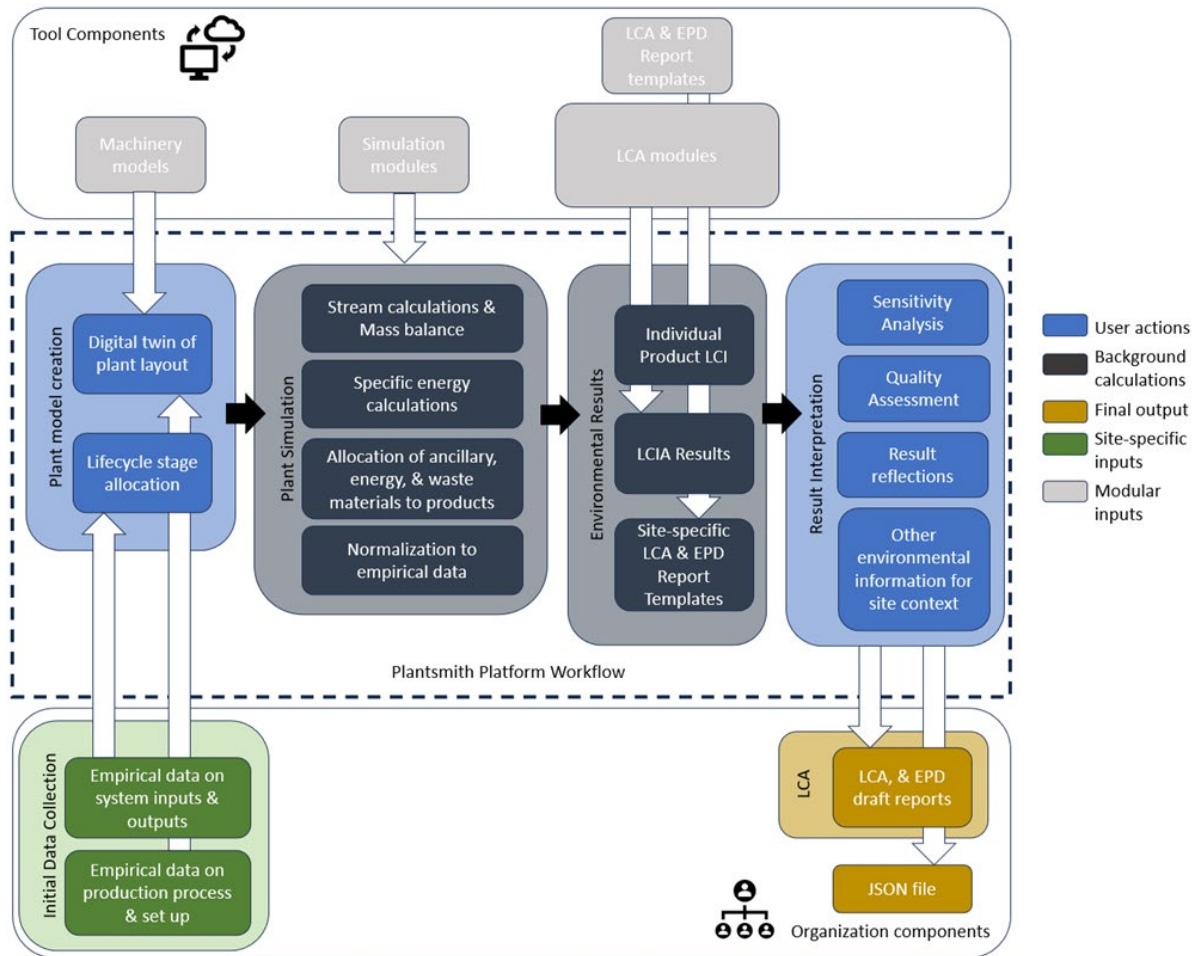 Tool Components
LCA & EPD
Report
templates
Machinery
models
Simulation
modules
LCA modules
Plant model creation
Digital twin of
plant layout
Lifecycle stage
allocation
Plant Simulation
Stream calculations &
Mass balance
Specific energy
calculations
Allocation of ancillary,
energy, & waste
materials to products
Normalization to
empirical data
Environmental Results
Individual
Product LCI
LCIA Results
Site-specific
LCA & EPD
Report
Templates
Result Interpretation
Sensitivity
Analysis
Quality
Assessment
Result
reflections
Other
environmental
information for
site context
User actions
Background
calculations
Final output
Site-specific
inputs
Modular
inputs
Plantsmith Platform Workflow
Initial Data Collection
Empirical data on
system inputs &
outputs
Empirical data on
production process
& set up
LCA
LCA, & EPD
draft reports
JSON file
Organization components